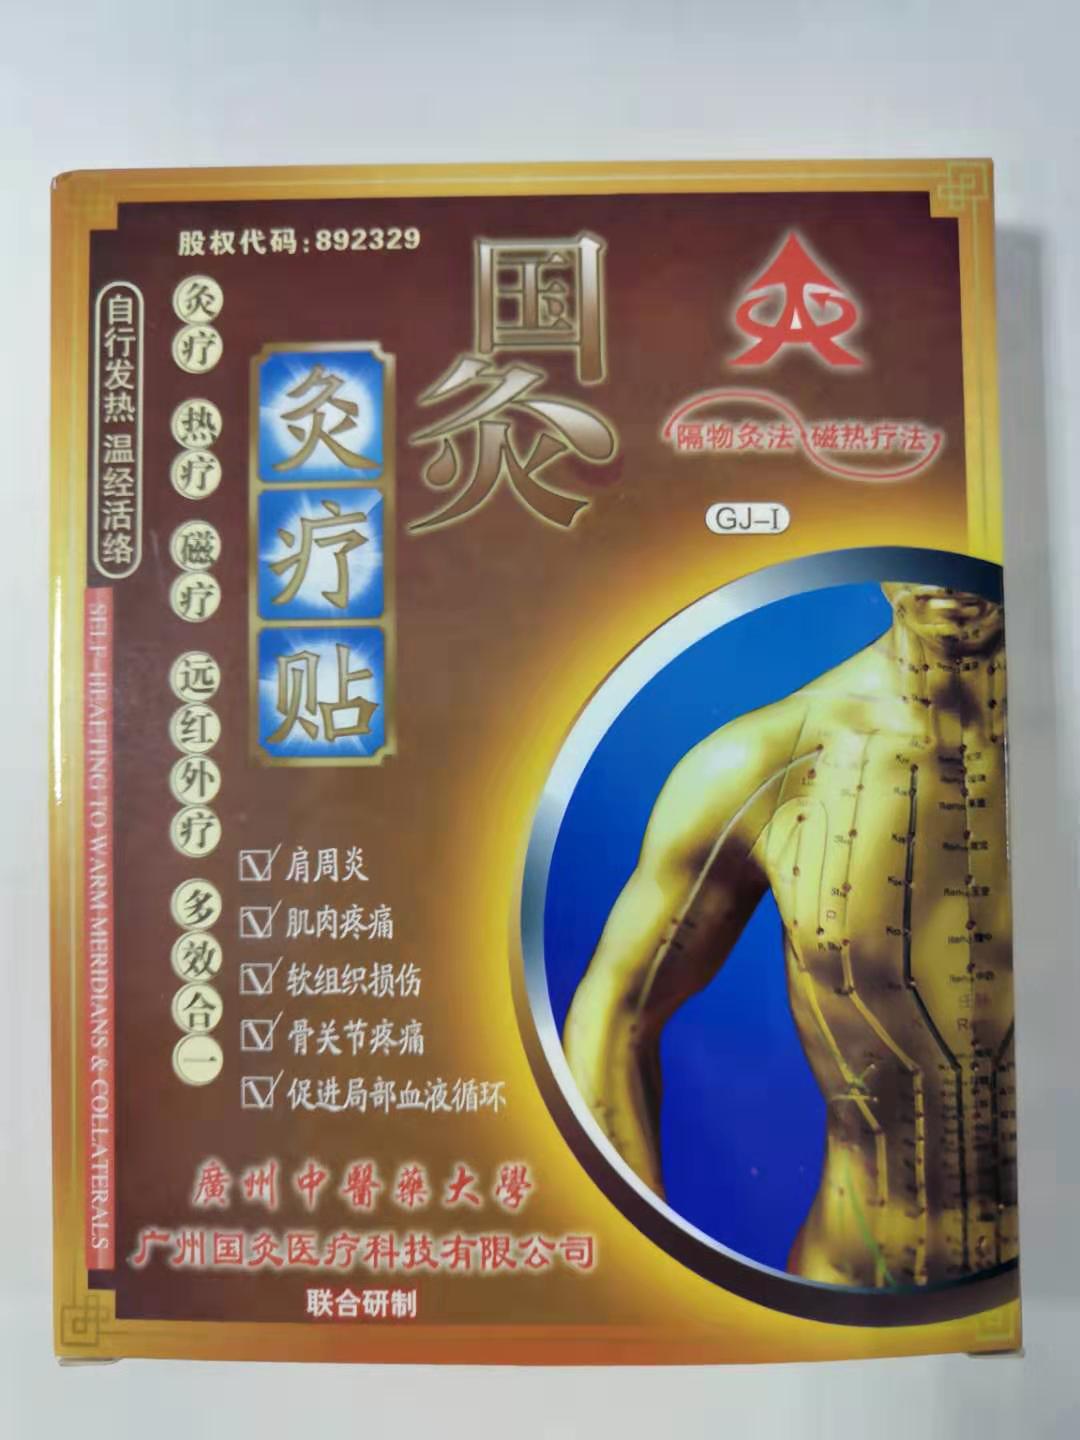 股权代码:892329
国灸
灸疗贴
隔物灸法·磁热疗法
GJ-I
自行发热 温经活络
SELF-HEAFTING TO WARM MERIDIANS & COLLATERALS
灸疗 热疗 磁疗 远红外疗 多效合一
肩周炎
肌肉疼痛
软组织损伤
骨关节疼痛
促进局部血液循环
廣州中醫藥大學
广州国灸医疗科技有限公司
联合研制